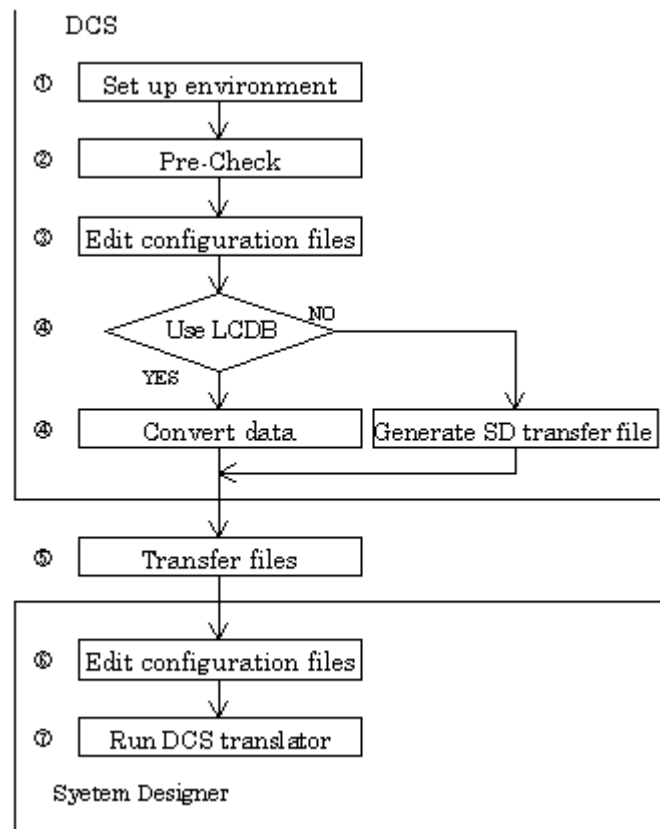 DCS
① Set up environment
② Pre-Check
③ Edit configuration files
④ Use LCDB
NO
YES
④ Convert data
Generate SD transfer file
⑤ Transfer files
⑥ Edit configuration files
⑦ Run DCS translator
Syetem Designer